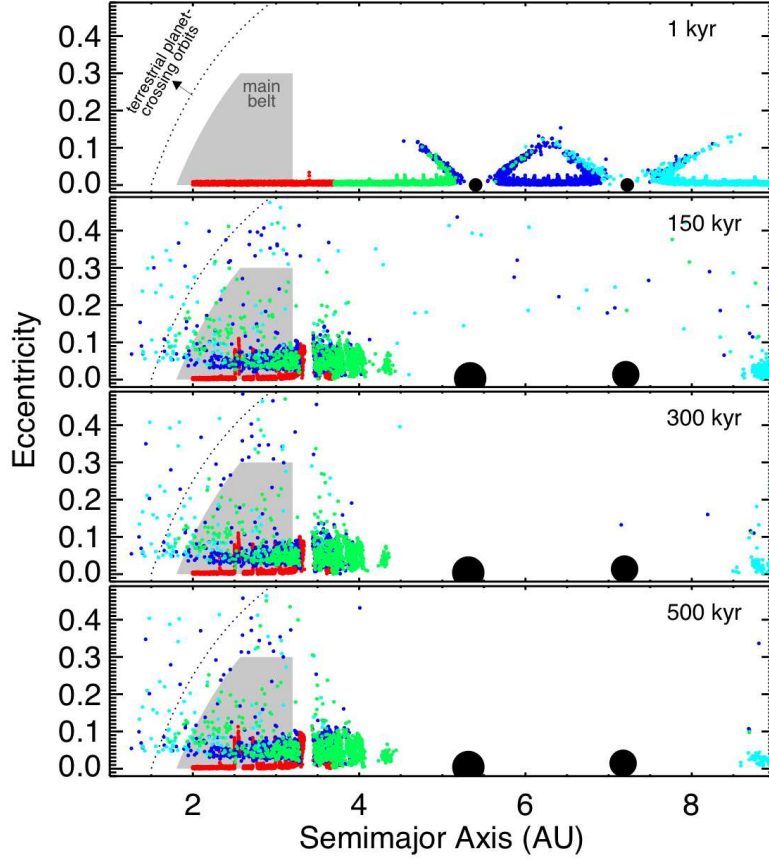 0.4
0.3
0.2
0.1
0.0
terrestrial planet-
crossing orbits
main
belt
1 kyr
0.4
0.3
0.2
0.1
0.0
150 kyr
0.4
0.3
0.2
0.1
0.0
300 kyr
0.4
0.3
0.2
0.1
0.0
500 kyr
Eccentricity
2 4 6 8
Semimajor Axis (AU)